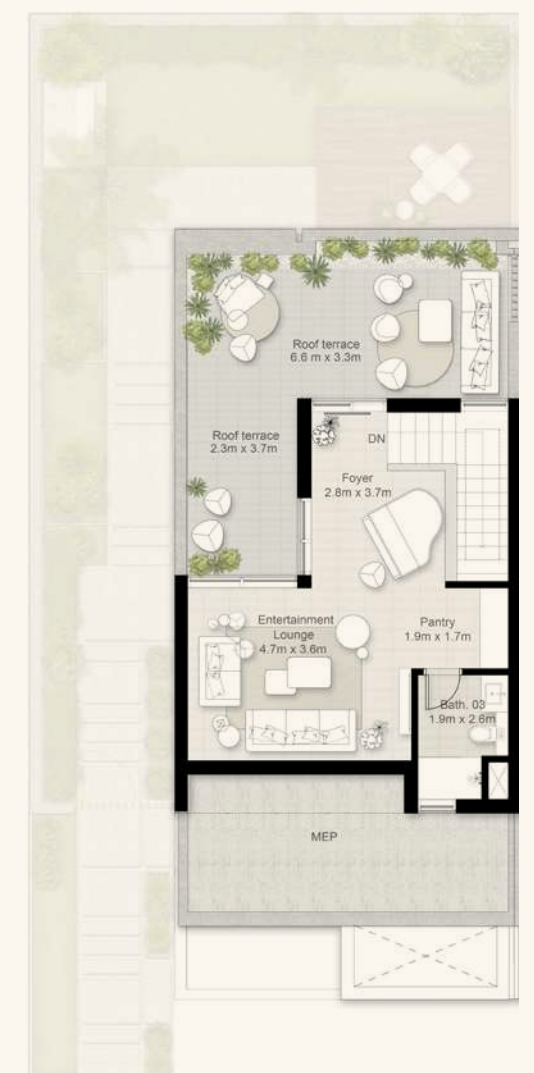 Roof terrace
6.6 m x 3.3m
Roof terrace
2.3m x 3.7m
DN
Foyer
2.8m x 3.7m
Entertainment
Lounge
4.7m x 3.6m
Pantry
1.9m x 1.7m
Bath. 03
1.9m x 2.6m
MEP